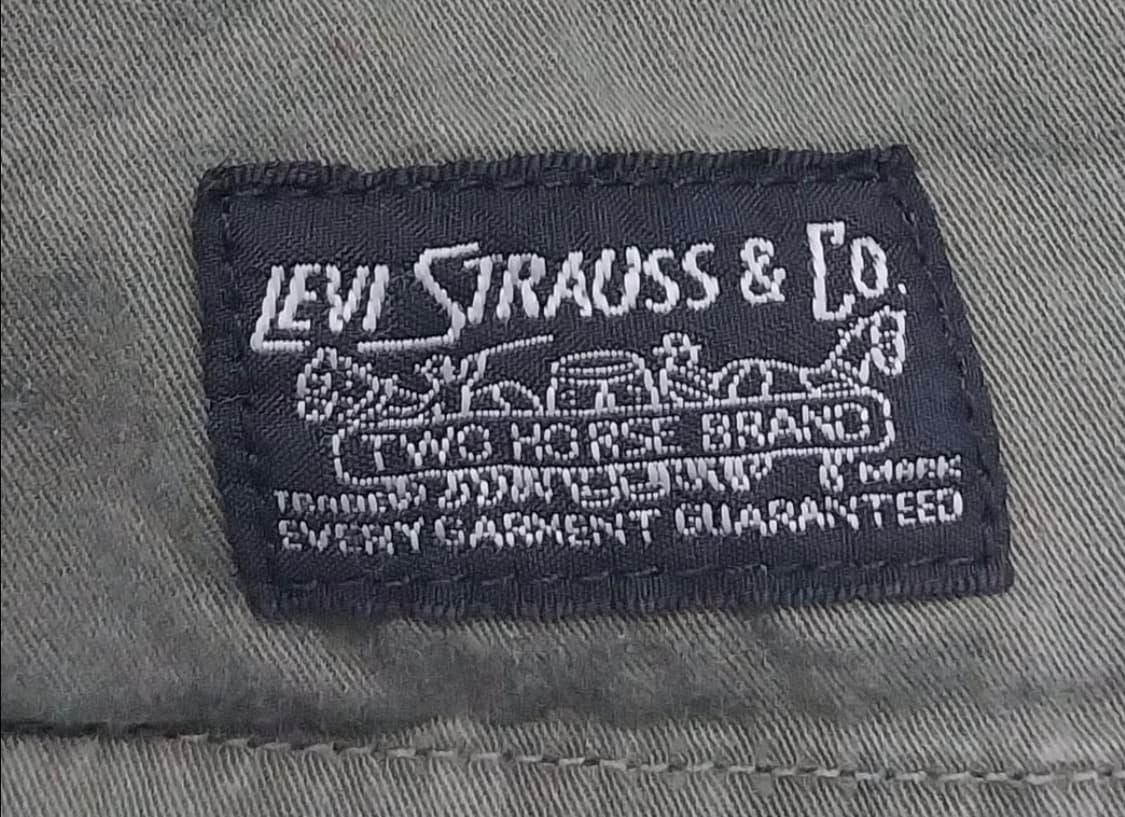 LEVI STRAUSS & CO.
TWO HORSE BRAND
TRADE MARK
EVERY GARMENT GUARANTEED